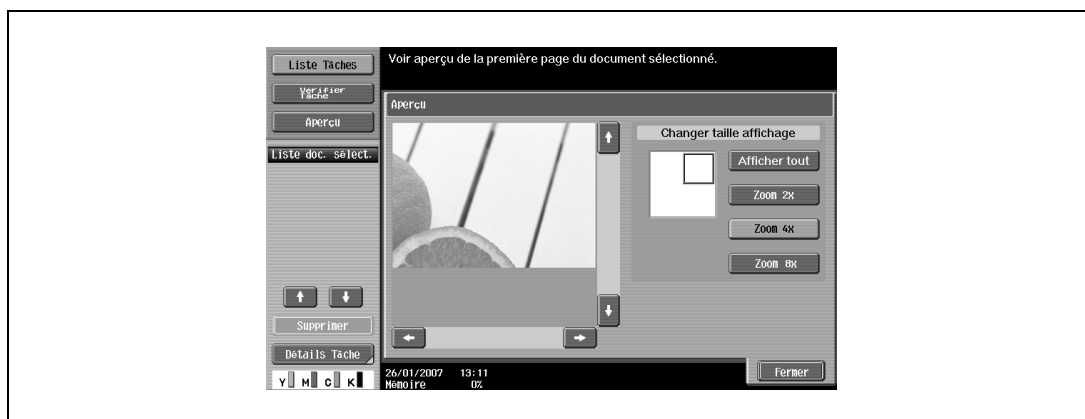 Liste Tâches
Vérifier
Tâche
Aperçu
Liste doc. sélect.
Supprimer
Détails Tâche
Y M C K
Voir aperçu de la première page du document sélectionné.
Aperçu
Changer taille affichage
Afficher tout
Zoom 2X
Zoom 4X
Zoom 8X
26/01/2007 13:11
Mémoire 0%
Fermer